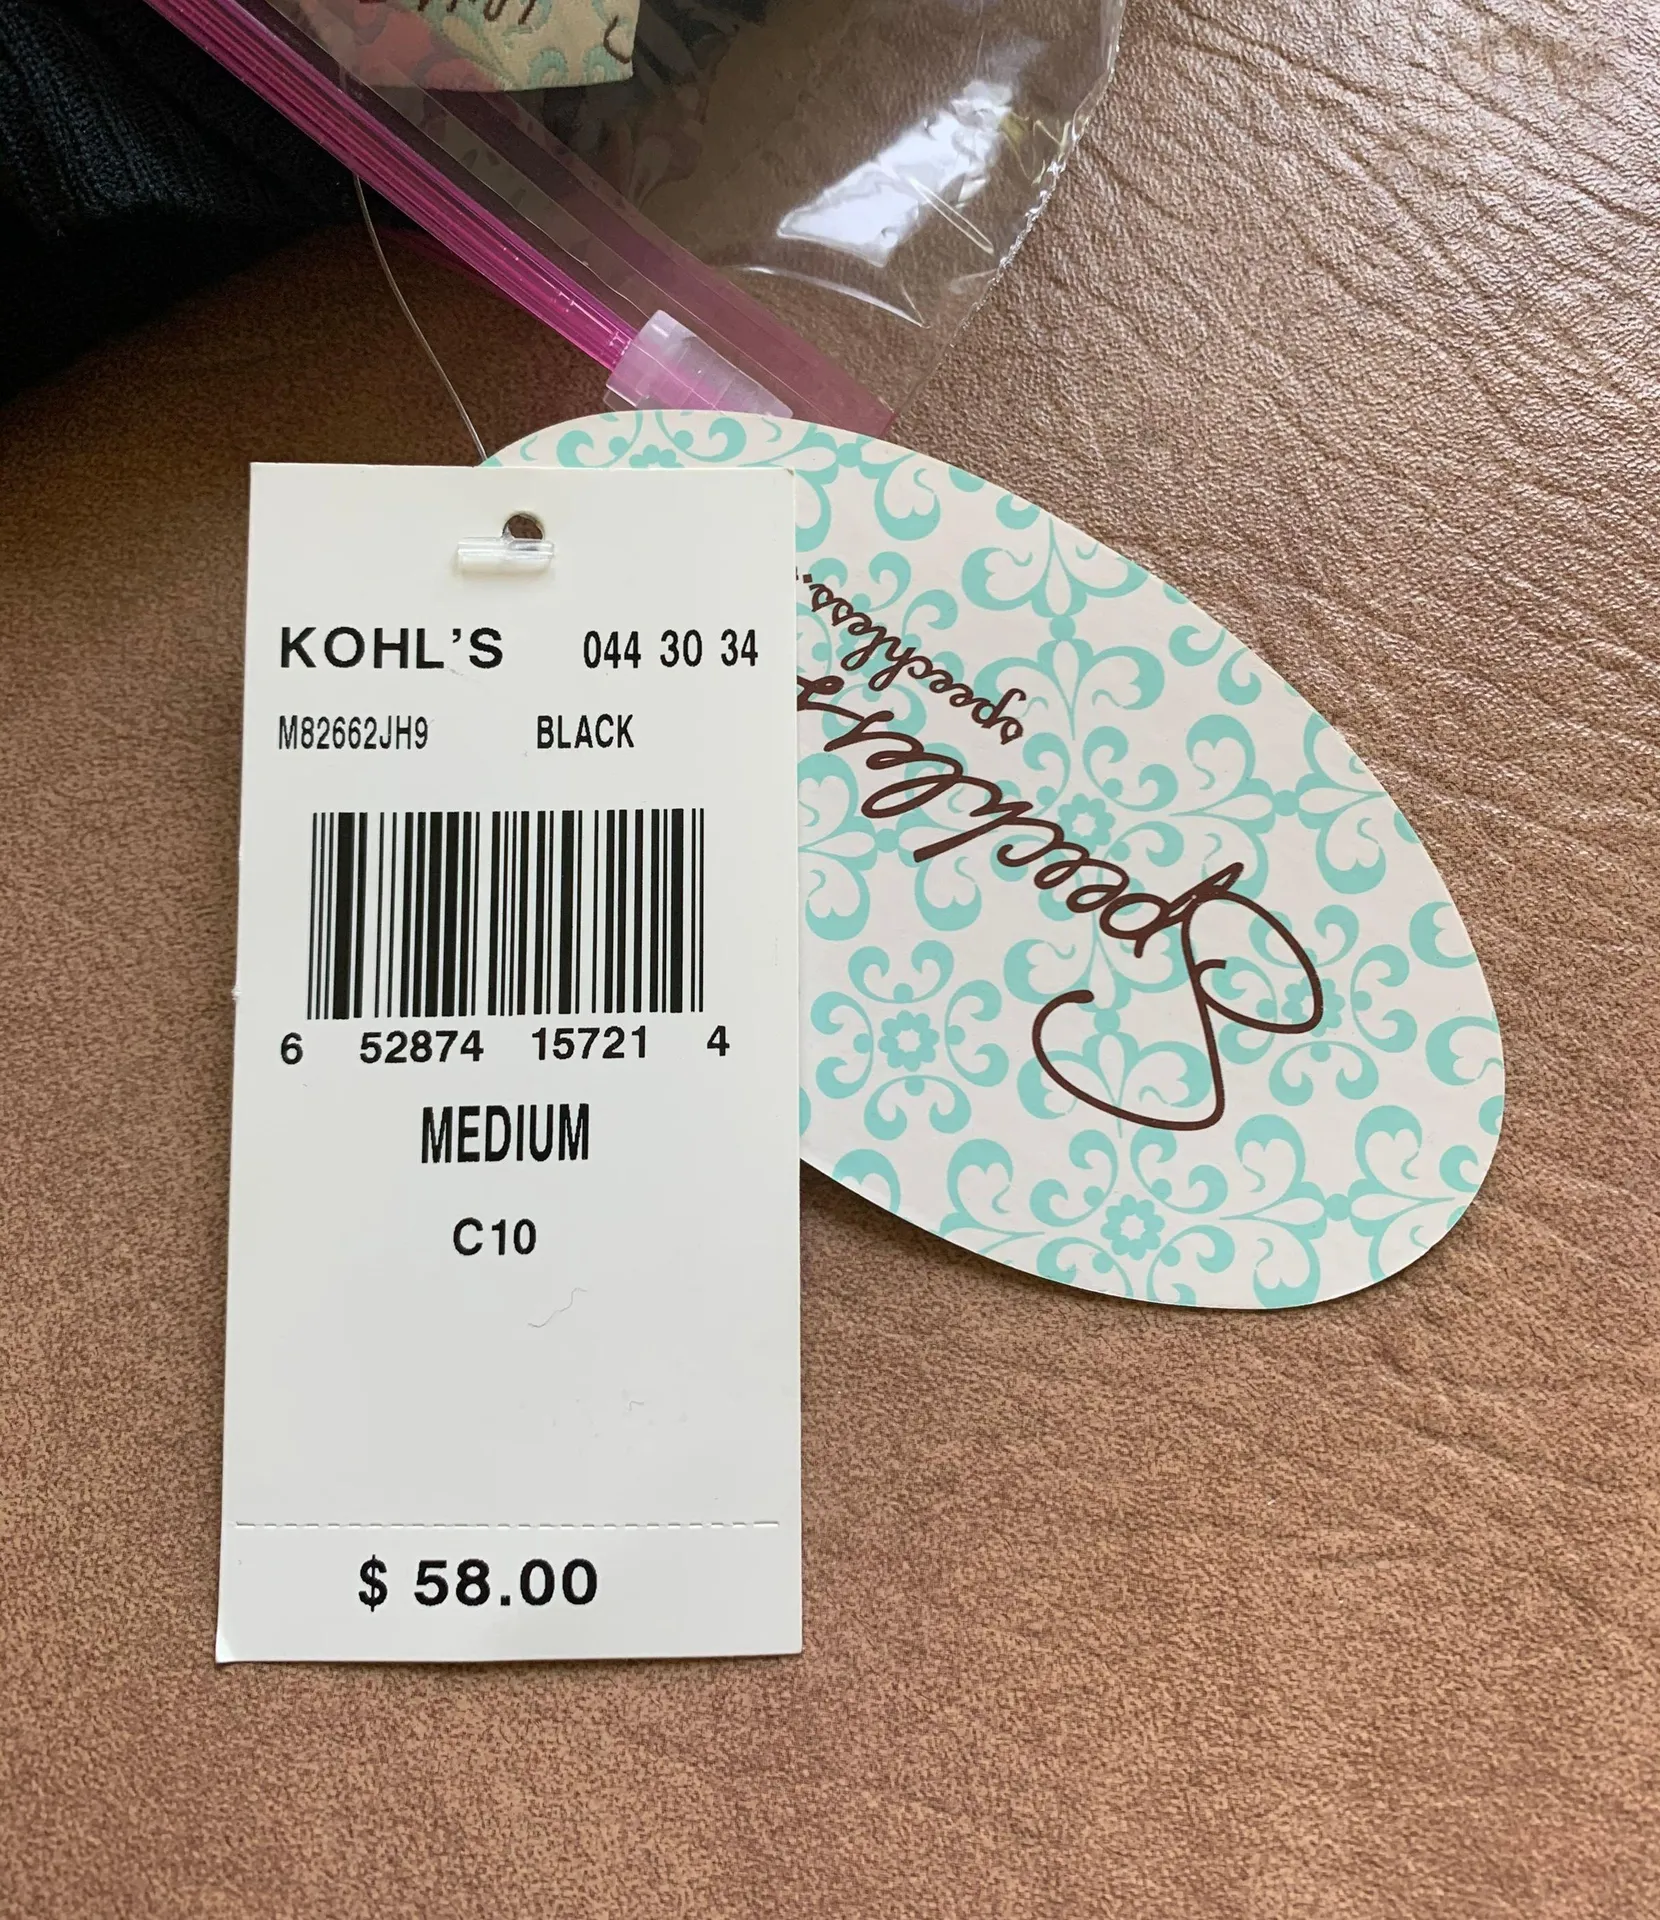 KOHL'S 044 30 34
M82662JH9 BLACK
6 52874 15721 4
MEDIUM
C10
$ 58.00
Speechless
speechless..